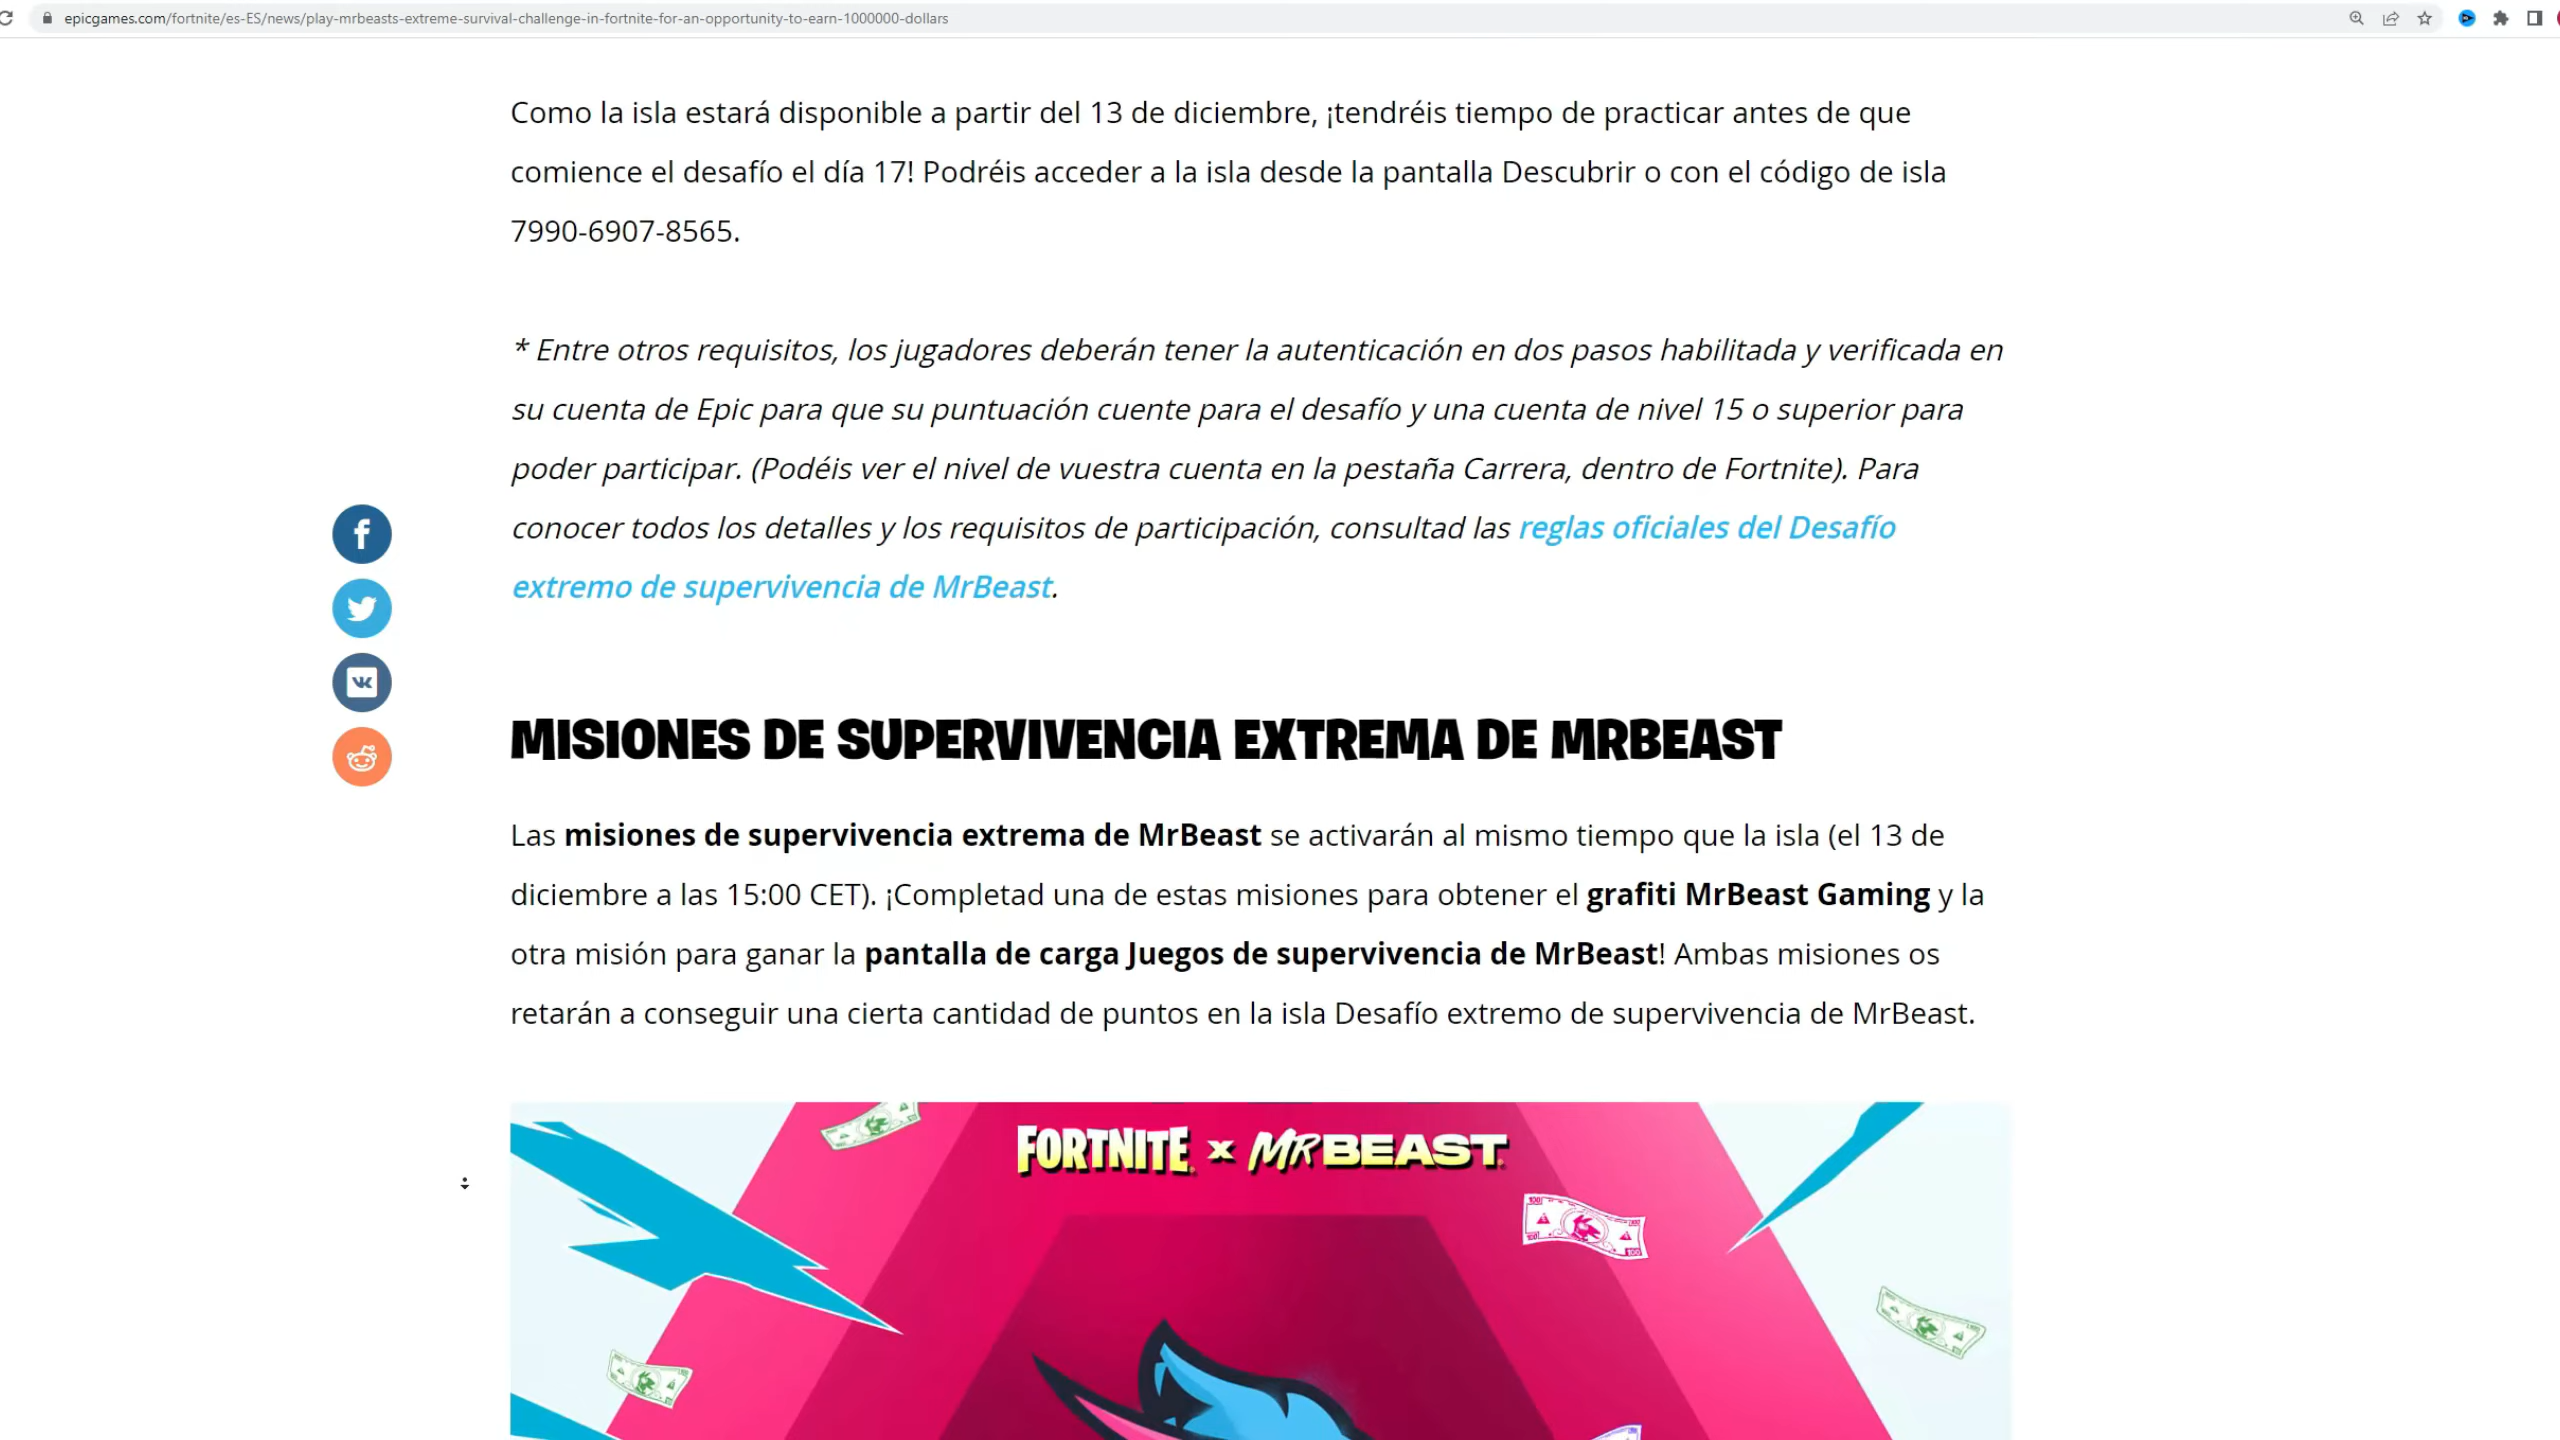 epicgames.com/fortnite/es-ES/news/play-mrbeasts-extreme-survival-challenge-in-fortnite-for-an-opportunity-to-earn-1000000-dollars
Como la isla estará disponible a partir del 13 de diciembre, ¡tendréis tiempo de practicar antes de que
comience el desafío el día 17! Podréis acceder a la isla desde la pantalla Descubrir o con el código de isla
7990-6907-8565.
* Entre otros requisitos, los jugadores deberán tener la autenticación en dos pasos habilitada y verificada en
su cuenta de Epic para que su puntuación cuente para el desafío y una cuenta de nivel 15 o superior para
poder participar. (Podéis ver el nivel de vuestra cuenta en la pestaña Carrera, dentro de Fortnite). Para
conocer todos los detalles y los requisitos de participación, consultad las reglas oficiales del Desafío
extremo de supervivencia de MrBeast.
MISIONES DE SUPERVIVENCIA EXTREMA DE MRBEAST
Las misiones de supervivencia extrema de MrBeast se activarán al mismo tiempo que la isla (el 13 de
diciembre a las 15:00 CET). ¡Completad una de estas misiones para obtener el grafiti MrBeast Gaming y la
otra misión para ganar la pantalla de carga Juegos de supervivencia de MrBeast! Ambas misiones os
retarán a conseguir una cierta cantidad de puntos en la isla Desafío extremo de supervivencia de MrBeast.
FORTNITE x MRBEAST
100
100
100